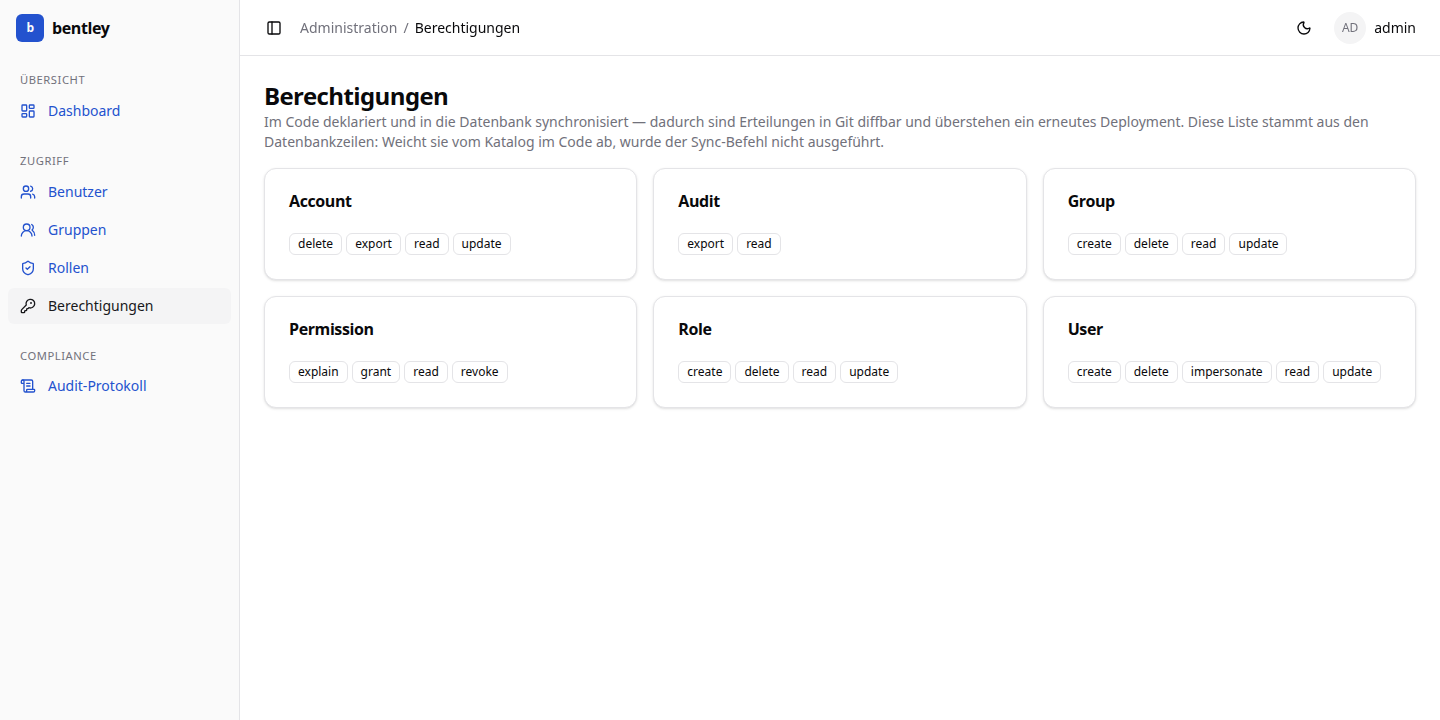 b bentley
Administration / Berechtigungen
AD admin
ÜBERSICHT
Dashboard
ZUGRIFF
Benutzer
Gruppen
Rollen
Berechtigungen
COMPLIANCE
Audit-Protokoll
Berechtigungen
Im Code deklariert und in die Datenbank synchronisiert — dadurch sind Erteilungen in Git diffbar und überstehen ein erneutes Deployment. Diese Liste stammt aus den
Datenbankzeilen: Weicht sie vom Katalog im Code ab, wurde der Sync-Befehl nicht ausgeführt.
Account
delete export read update
Audit
export read
Group
create delete read update
Permission
explain grant read revoke
Role
create delete read update
User
create delete impersonate read update